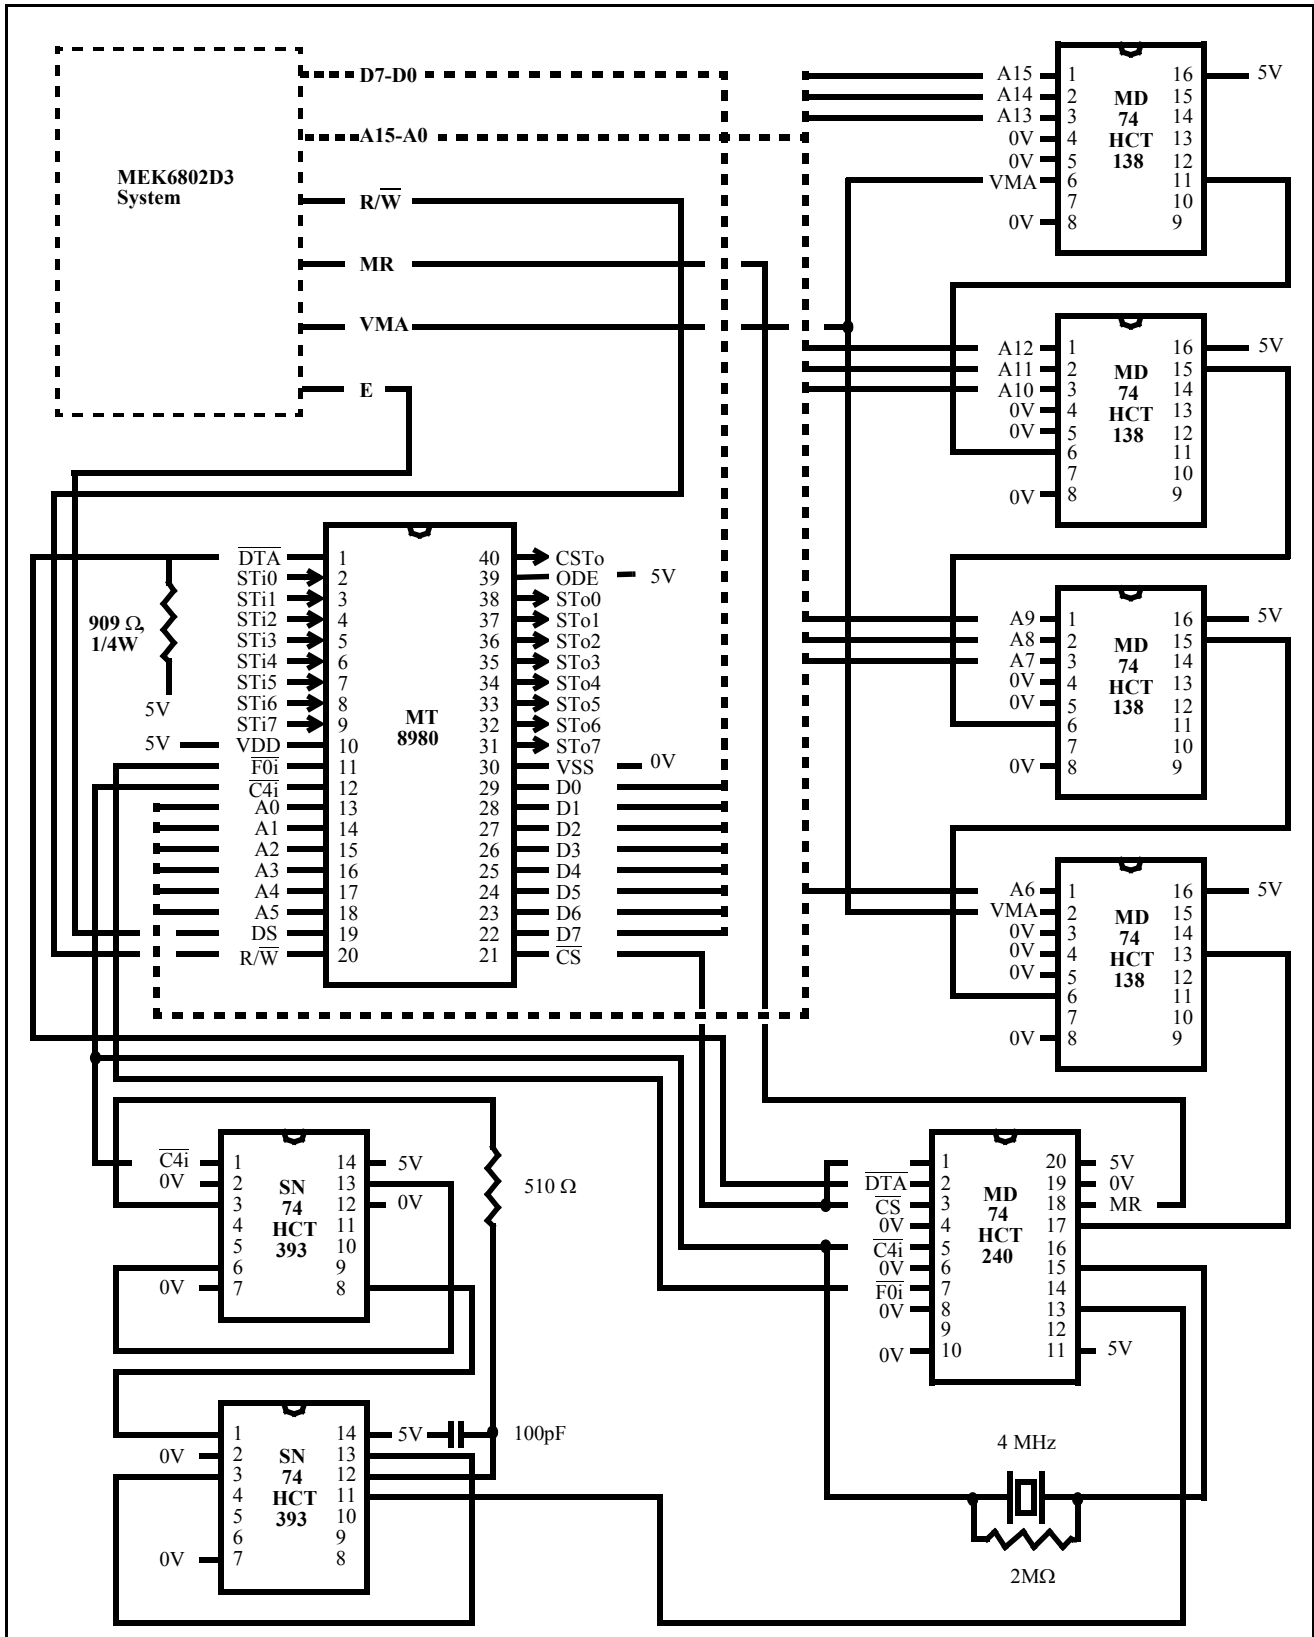 MEK6802D3
System
D7-D0
A15-A0
R/W̅
MR
VMA
E
A15 1 16 5V
A14 2 MD 15
A13 3 74 14
0V 4 HCT 13
0V 5 138 12
VMA 6 11
7 10
0V 8 9
A12 1 16 5V
A11 2 MD 15
A10 3 74 14
0V 4 HCT 13
0V 5 138 12
6 11
7 10
0V 8 9
D̅T̅A̅ 1 40 CSTo
STi0 2 39 ODE 5V
STi1 3 38 STo0
STi2 4 37 STo1
STi3 5 36 STo2
STi4 6 35 STo3
STi5 7 34 STo4
STi6 8 33 STo5
STi7 9 MT 32 STo6
5V VDD 10 8980 31 STo7
F̅0̅i̅ 11 30 VSS 0V
C̅4̅i̅ 12 29 D0
A0 13 28 D1
A1 14 27 D2
A2 15 26 D3
A3 16 25 D4
A4 17 24 D5
A5 18 23 D6
DS 19 22 D7
R/W̅ 20 21 C̅S̅
909 Ω,
1/4W
5V
A9 1 16 5V
A8 2 MD 15
A7 3 74 14
0V 4 HCT 13
0V 5 138 12
6 11
7 10
0V 8 9
A6 1 16 5V
VMA 2 MD 15
0V 3 74 14
0V 4 HCT 13
0V 5 138 12
6 11
7 10
0V 8 9
C̅4̅i̅ 1 14 5V
0V 2 SN 13
3 74 12 0V
4 HCT 11
5 393 10
6 9
0V 7 8
0V
510 Ω
1 20 5V
D̅T̅A̅ 2 19 0V
C̅S̅ 3 MD 18 MR
0V 4 74 17
C̅4̅i̅ 5 HCT 16
0V 6 240 15
F̅0̅i̅ 7 14
0V 8 13
9 12
0V 10 11 5V
1 14 5V 100pF
0V 2 SN 13
3 74 12
4 HCT 11
5 393 10
6 9
0V 7 8
4 MHz
2MΩ